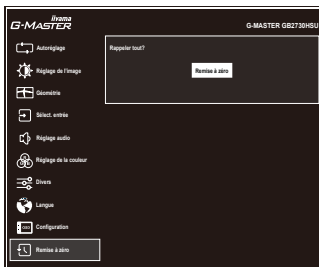 iiyama
G-MASTER
G-MASTER GB2730HSU
Autoréglage
Rappeler tout?
Remise à zéro
Réglage de l'image
Géométrie
Sélect. entrée
Réglage audio
Réglage de la couleur
Divers
Langue
OSD
Configuration
Remise à zéro